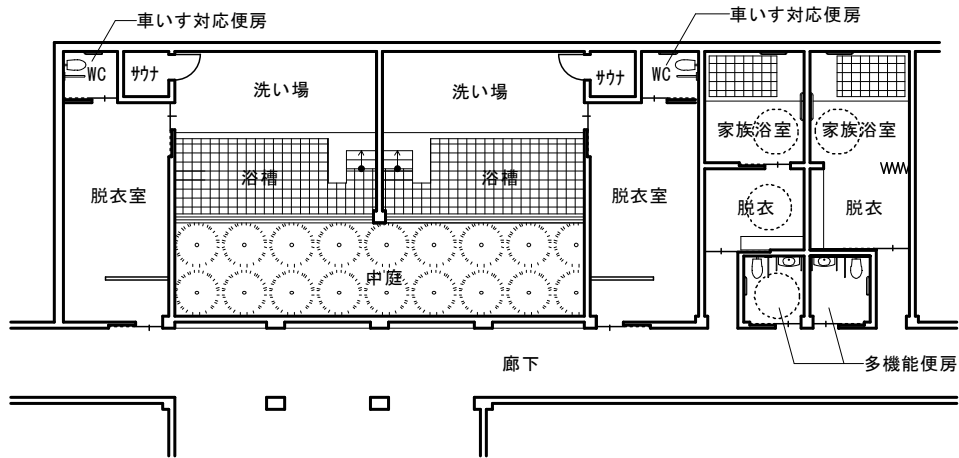 車いす対応便房
車いす対応便房
WC
サウナ
サウナ
WC
洗い場
洗い場
家族浴室
家族浴室
浴槽
浴槽
脱衣室
脱衣室
脱衣
脱衣
中庭
廊下
多機能便房